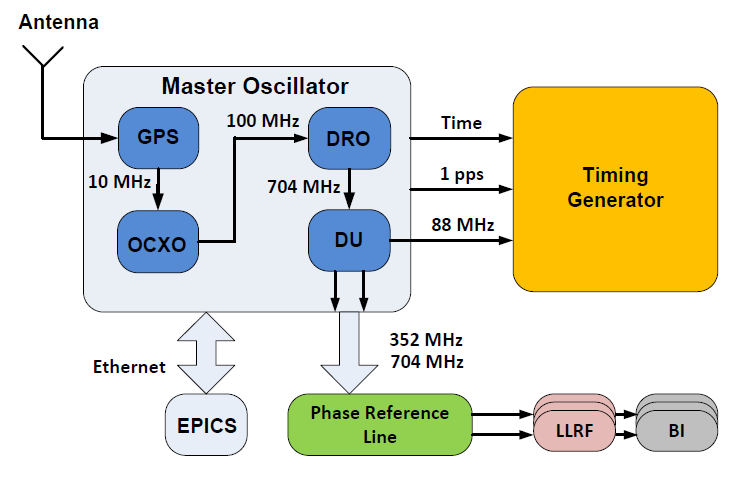 Antenna
Master Oscillator
GPS
100 MHz
DRO
Time
10 MHz
704 MHz
1 pps
Timing
Generator
OCXO
DU
88 MHz
Ethernet
352 MHz
704 MHz
EPICS
Phase Reference
Line
LLRF
BI